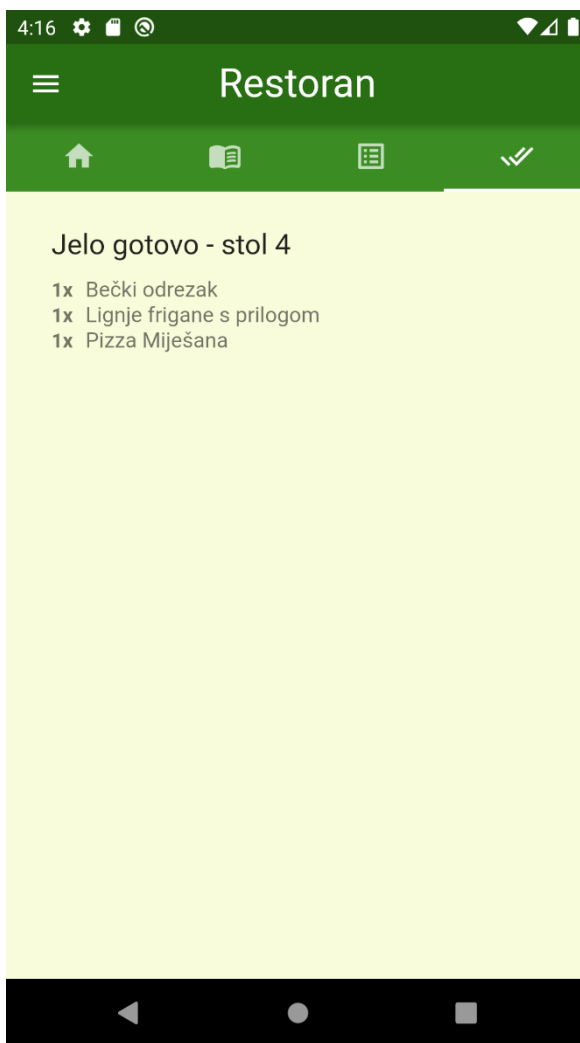 4:16
Restoran
Jelo gotovo - stol 4
1x Bečki odrezak
1x Lignje frigane s prilogom
1x Pizza Miješana